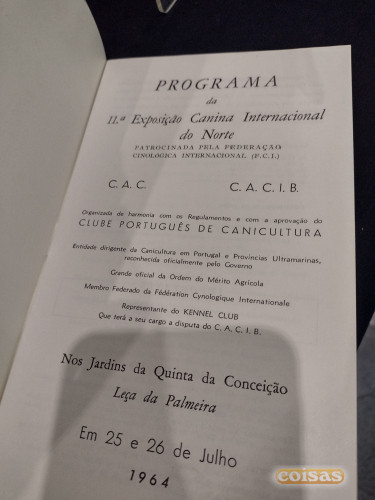 PROGRAMA
da
11.ª Exposição Canina Internacional
do Norte
PATROCINADA PELA FEDERAÇÃO
CINOLÓGICA INTERNACIONAL (F.C.I.)
C. A. C. C. A. C. I. B.
Organizada de harmonia com os Regulamentos e com a aprovação do
CLUBE PORTUGUÊS DE CANICULTURA
Entidade dirigente da Canicultura em Portugal e Províncias Ultramarinas,
reconhecida oficialmente pelo Governo
Grande oficial da Ordem do Mérito Agrícola
Membro Federado da Fédération Cynologique Internationale
Representante do KENNEL CLUB
Que terá a seu cargo a disputa do C. A. C. I. B.
Nos Jardins da Quinta da Conceição
Leça da Palmeira
Em 25 e 26 de Julho
1964
coisas